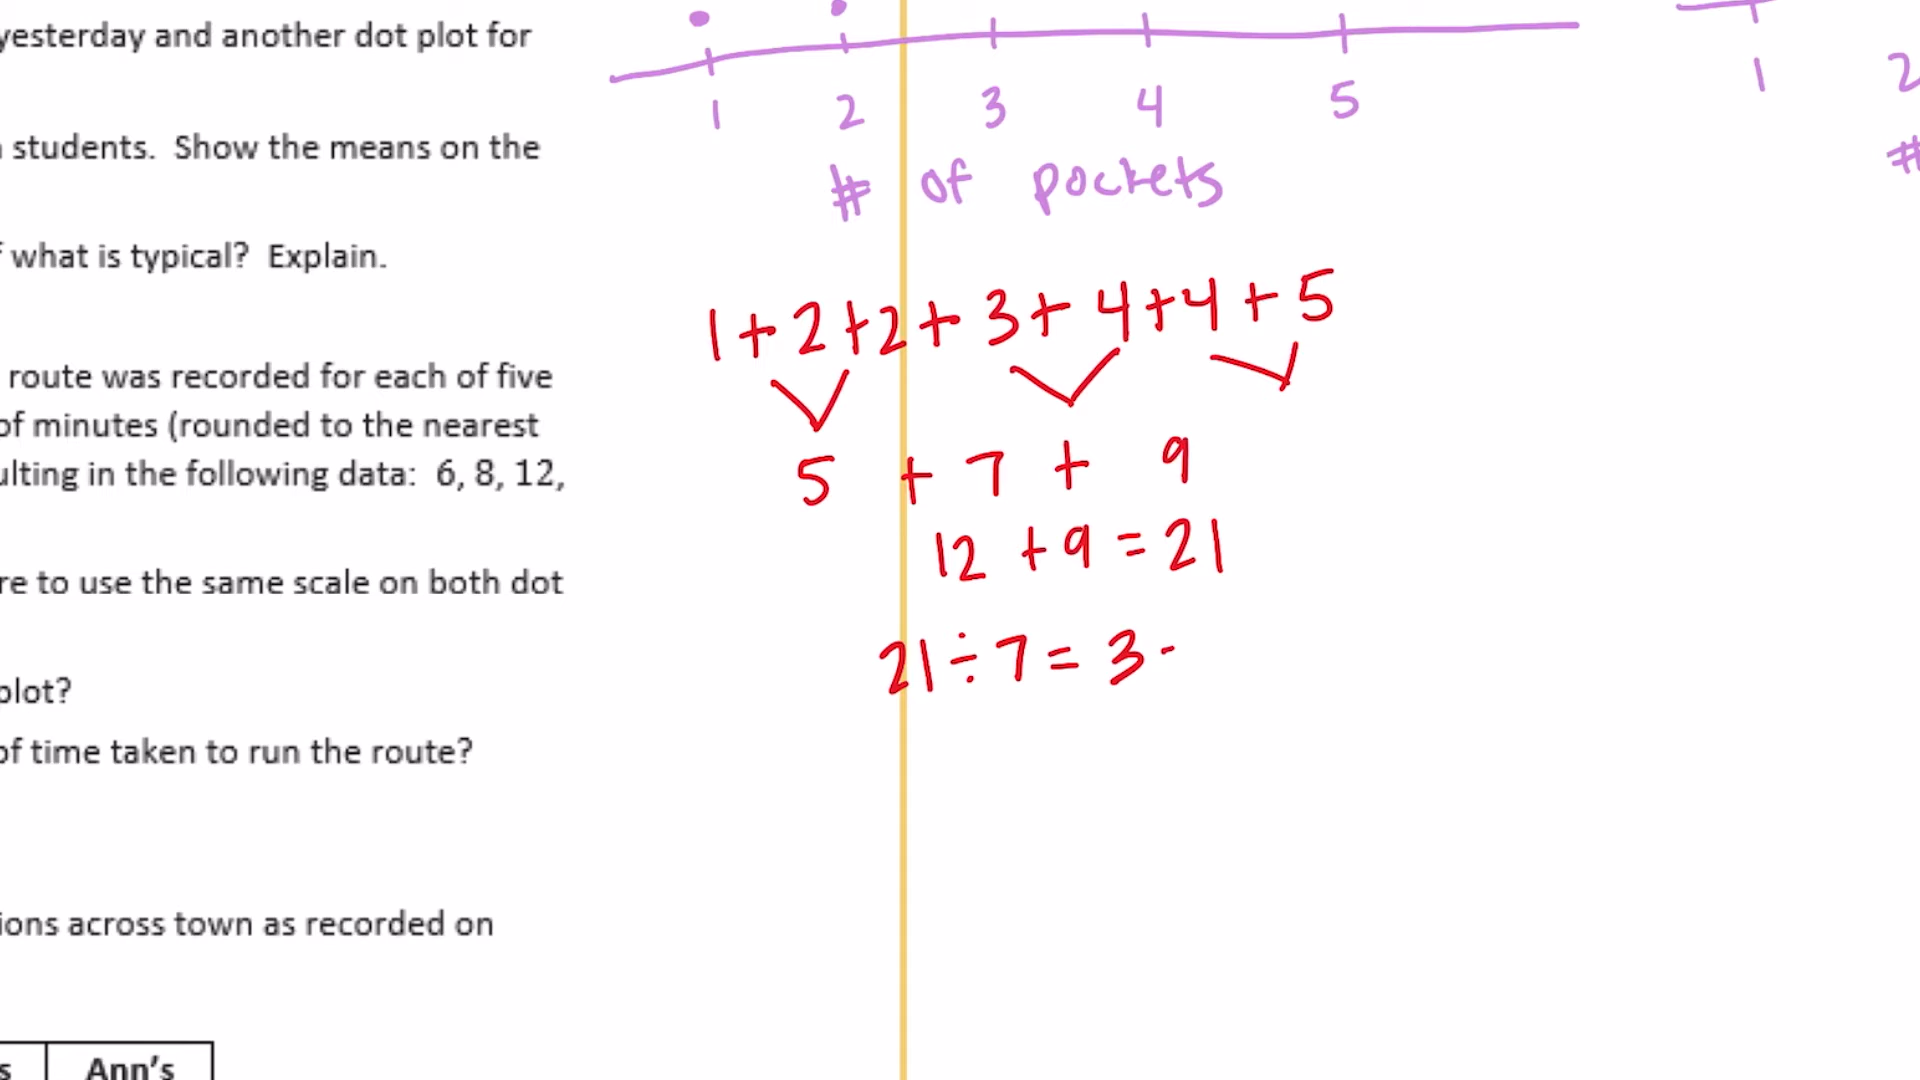 yesterday and another dot plot for
students. Show the means on the
what is typical? Explain.
route was recorded for each of five
of minutes (rounded to the nearest
ulting in the following data: 6, 8, 12,
re to use the same scale on both dot
plot?
of time taken to run the route?
ions across town as recorded on
s Ann's
1 2 3 4 5
# of pockets
1 + 2 + 2 + 3 + 4 + 4 + 5
5 + 7 + 9
12 + 9 = 21
21 ÷ 7 = 3 -
1 2
#